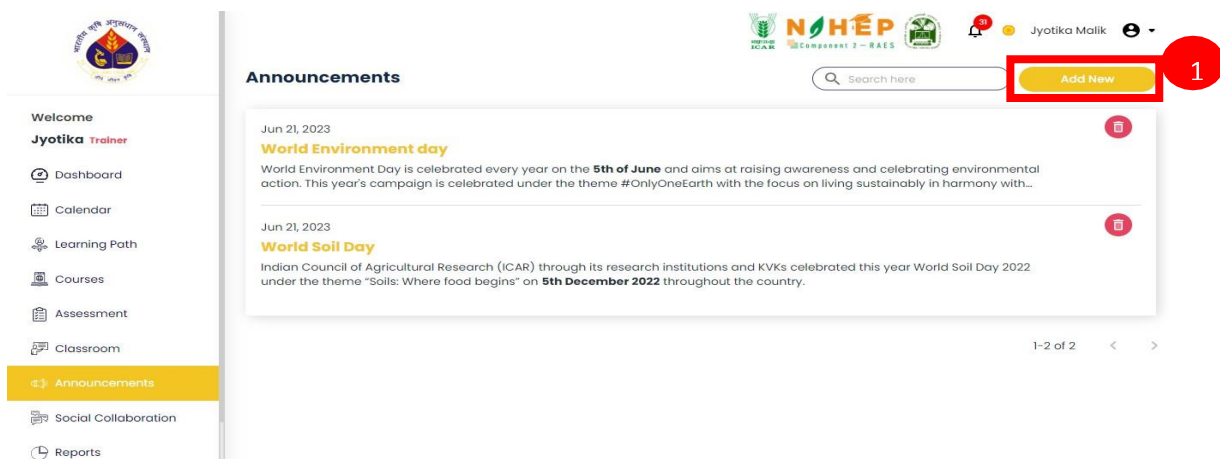 भारतीय कृषि अनुसंधान संस्थान
ICAR
NAHEP
Component 2 - RAES
31
Jyotika Malik
Announcements
Search here
Add New
1
Welcome
Jyotika Trainer
Dashboard
Calendar
Learning Path
Courses
Assessment
Classroom
Announcements
Social Collaboration
Reports
Jun 21, 2023
World Environment day
World Environment Day is celebrated every year on the 5th of June and aims at raising awareness and celebrating environmental
action. This year's campaign is celebrated under the theme #OnlyOneEarth with the focus on living sustainably in harmony with...
Jun 21, 2023
World Soil Day
Indian Council of Agricultural Research (ICAR) through its research institutions and KVKs celebrated this year World Soil Day 2022
under the theme “Soils: Where food begins” on 5th December 2022 throughout the country.
1-2 of 2 < >